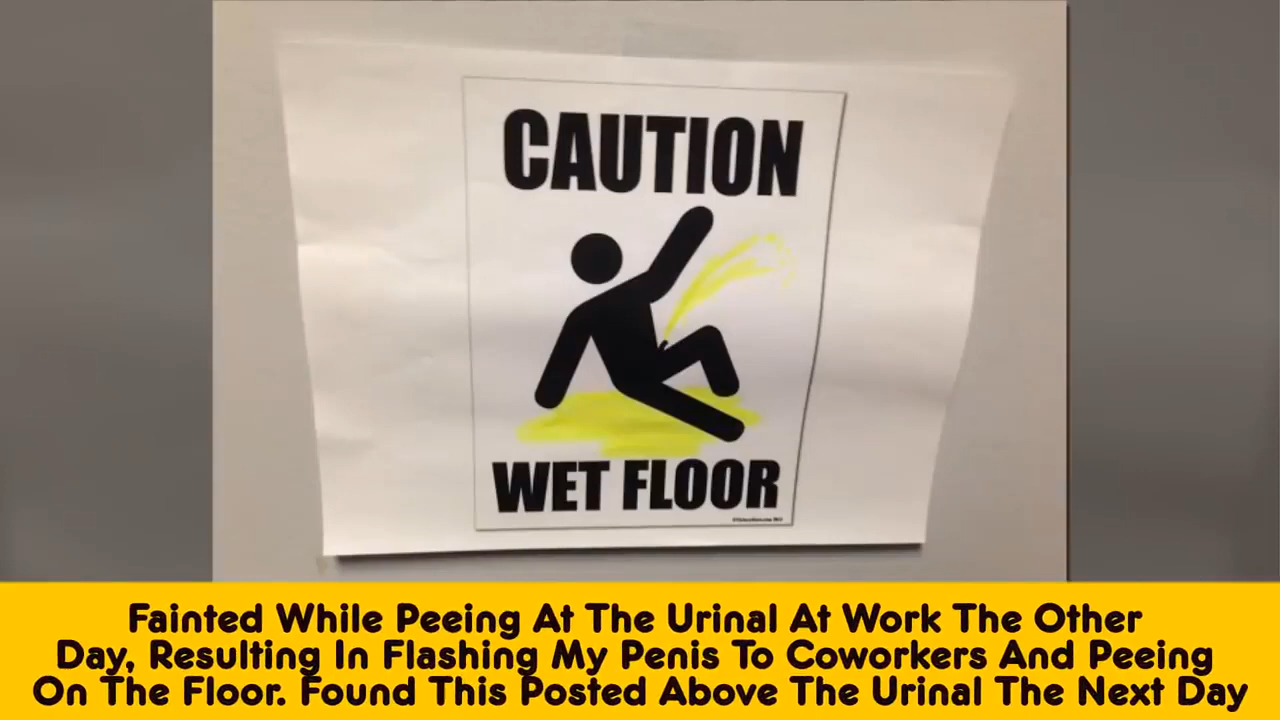 CAUTION
WET FLOOR
Fainted While Peeing At The Urinal At Work The Other
Day, Resulting In Flashing My Penis To Coworkers And Peeing
On The Floor. Found This Posted Above The Urinal The Next Day